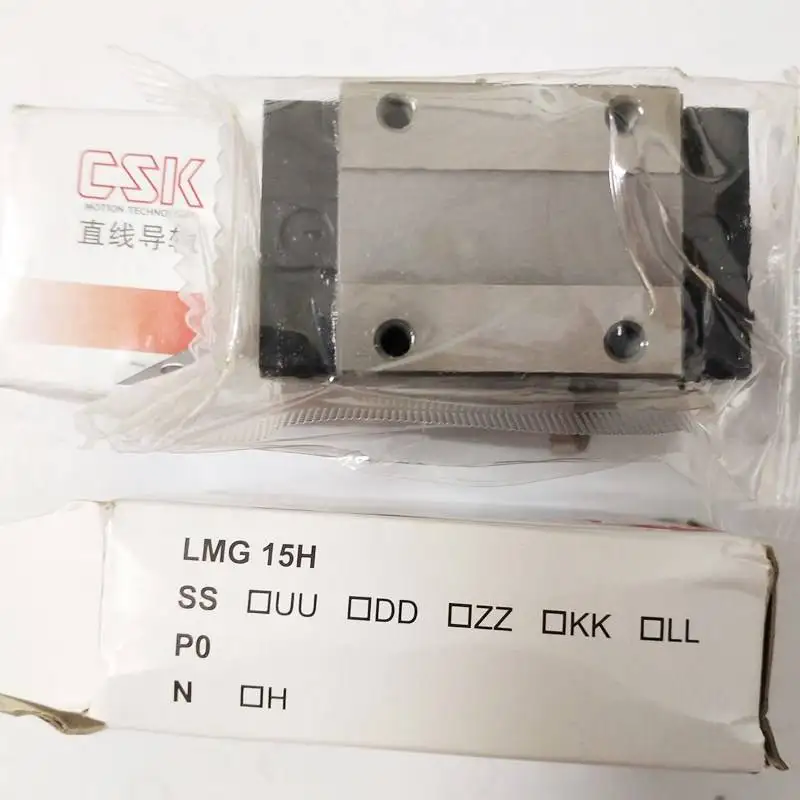 CSK
MOTION TECHNOLOGY
直线导轨
LMG 15H
SS □UU □DD □ZZ □KK □LL
P0
N □H